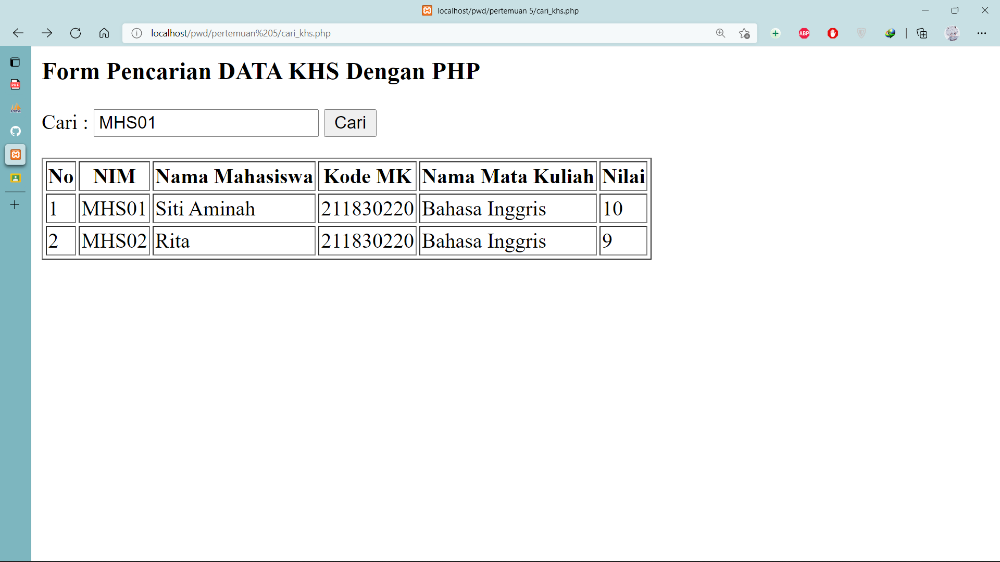 localhost/pwd/pertemuan 5/cari_khs.php
localhost/pwd/pertemuan%205/cari_khs.php
ABP
PDF
PMA
Form Pencarian DATA KHS Dengan PHP
Cari : MHS01 Cari
No NIM Nama Mahasiswa Kode MK Nama Mata Kuliah Nilai
1 MHS01 Siti Aminah 211830220 Bahasa Inggris 10
2 MHS02 Rita 211830220 Bahasa Inggris 9